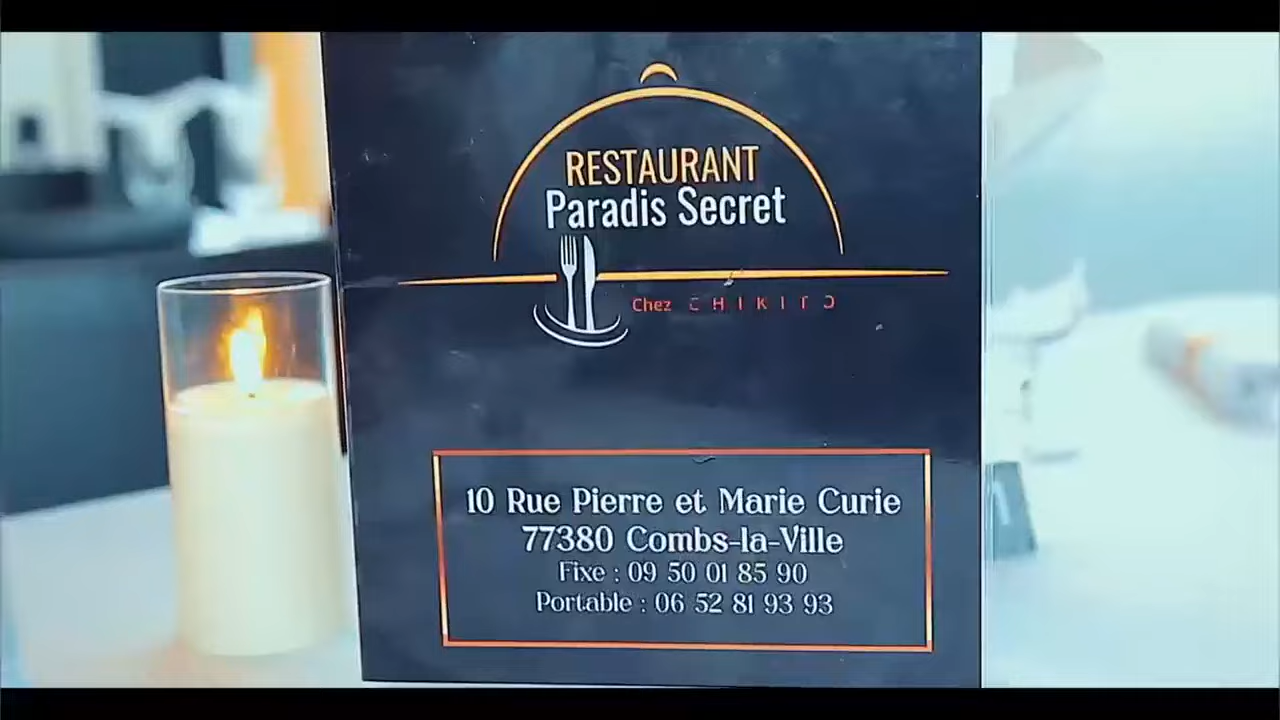 RESTAURANT
Paradis Secret
Chez CHIKITO
10 Rue Pierre et Marie Curie
77380 Combs-la-Ville
Fixe : 09 50 01 85 90
Portable : 06 52 81 93 93